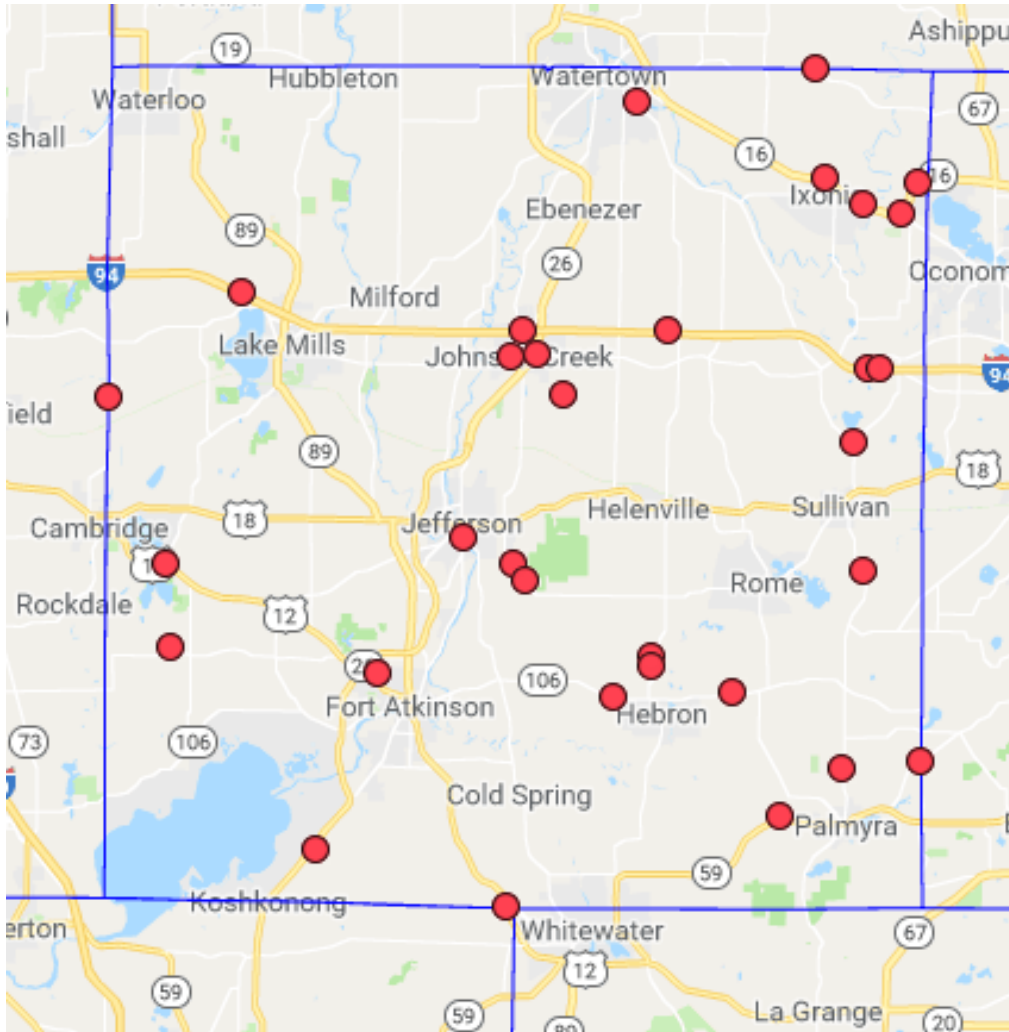 Ashippu
19
Hubbleton
Watertown
Waterloo
67
shall
16
16
Ixoni
Ebenezer
89
26
94
Oconom
Milford
Lake Mills
Johns
Creek
94
field
89
18
18
Jefferson
Helenville
Sullivan
Cambridge
Rockdale
12
Rome
106
Fort Atkinson
Hebron
73
106
Cold Spring
Palmyra
59
Koshkonong
erton
Whitewater
67
12
59
59
La Grange
20
89